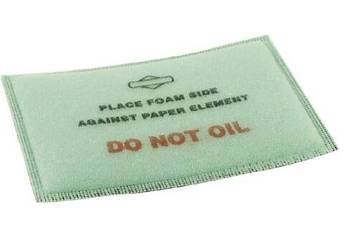 PLACE FOAM SIDE
AGAINST PAPER ELEMENT
DO NOT OIL